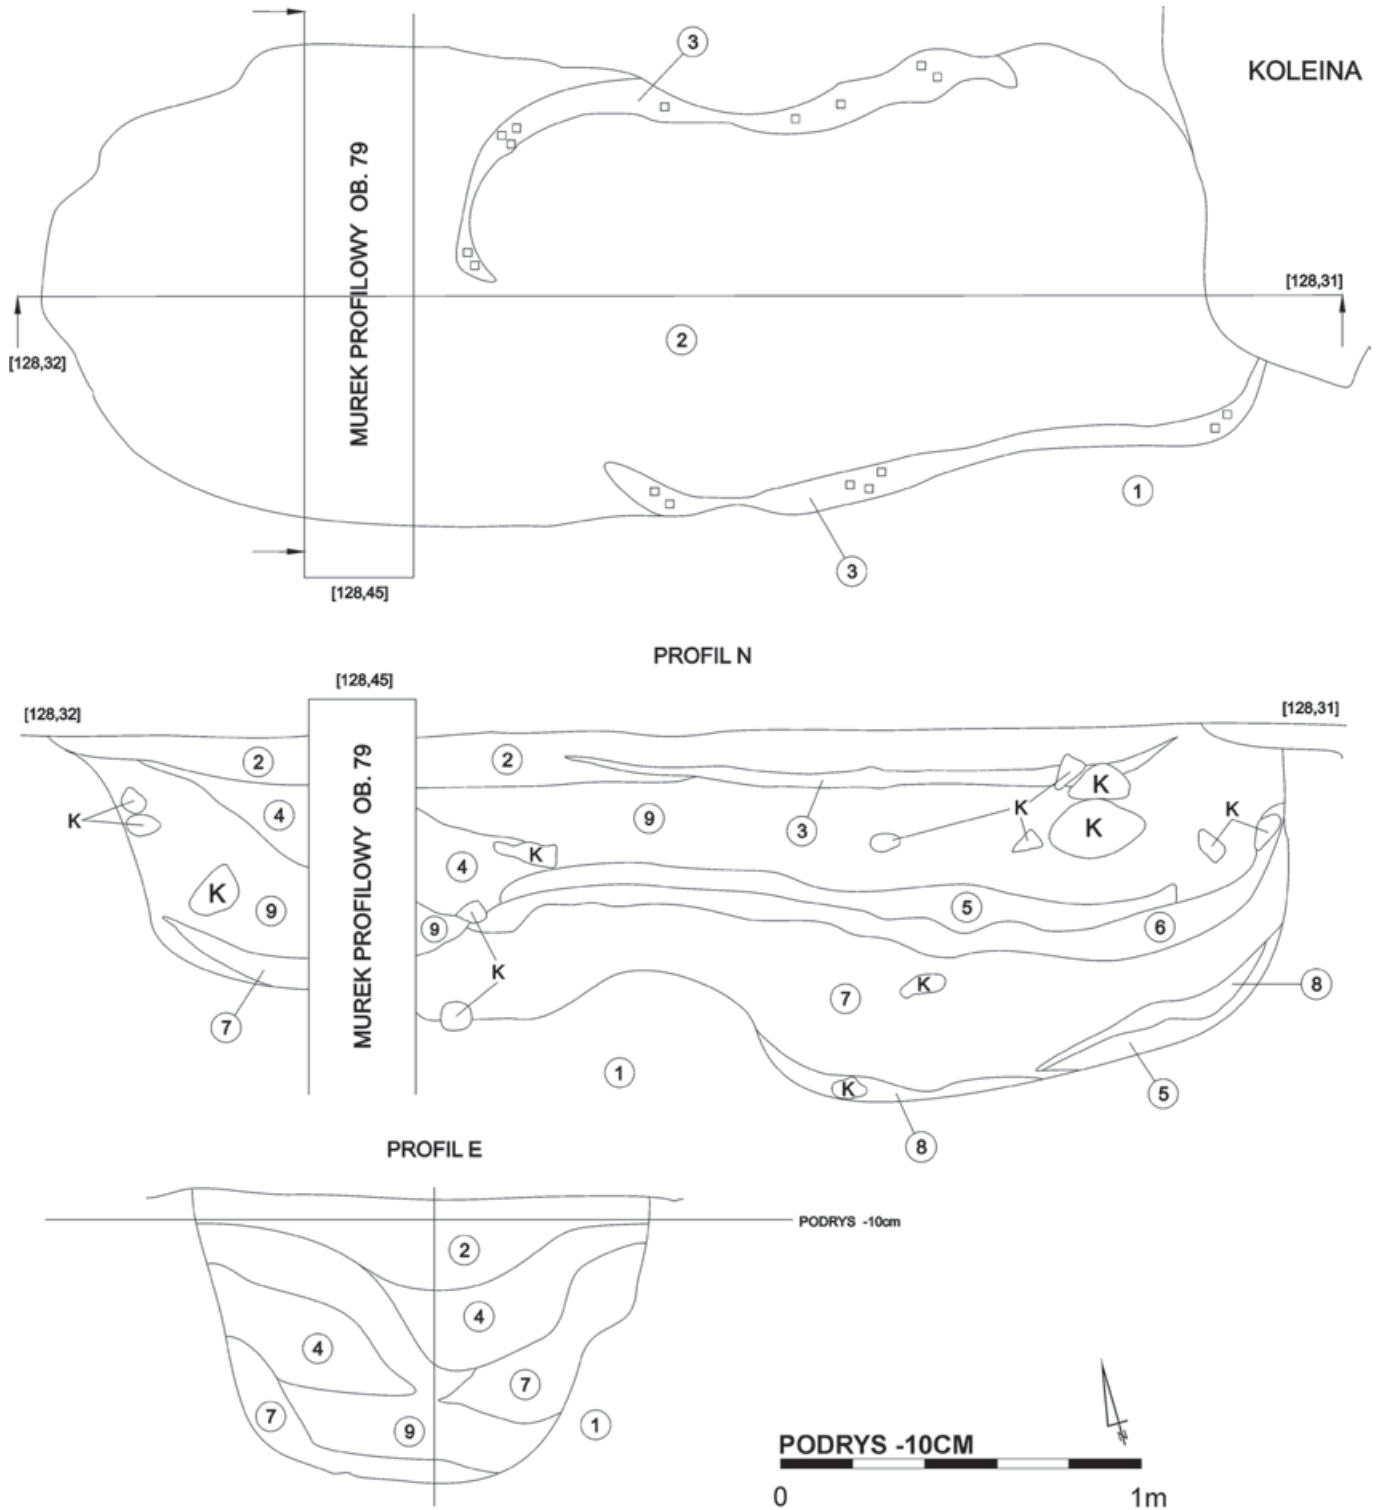 3
KOLEINA
MUREK PROFILOWY OB. 79
[128,31]
2
[128,32]
1
3
[128,45]
PROFIL N
[128,45]
[128,32]
[128,31]
MUREK PROFILOWY OB. 79
2
2
K
4
9
3
K
K
K
K
K
4
K
9
9
5
6
K
7
K
7
8
1
K
5
8
PROFIL E
PODRYS -10cm
2
4
4
7
7
9
1
N
PODRYS -10CM
0
1m